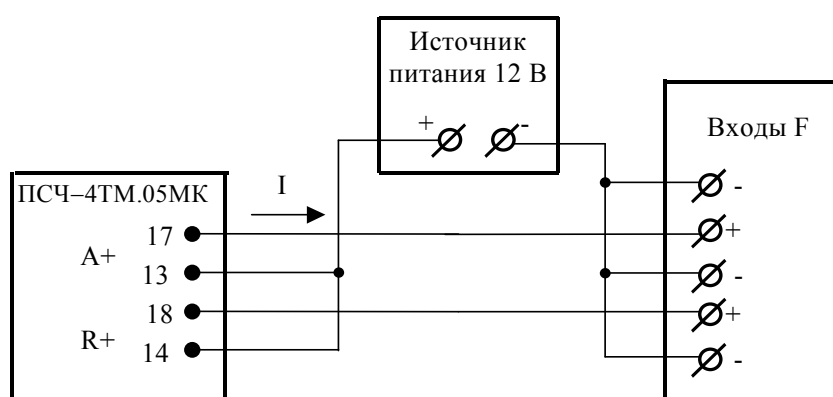 Источник
питания 12 В
+ -
Входы F
ПСЧ–4ТМ.05МК
I
-
17
+
A+
13
-
18
+
R+
14
-